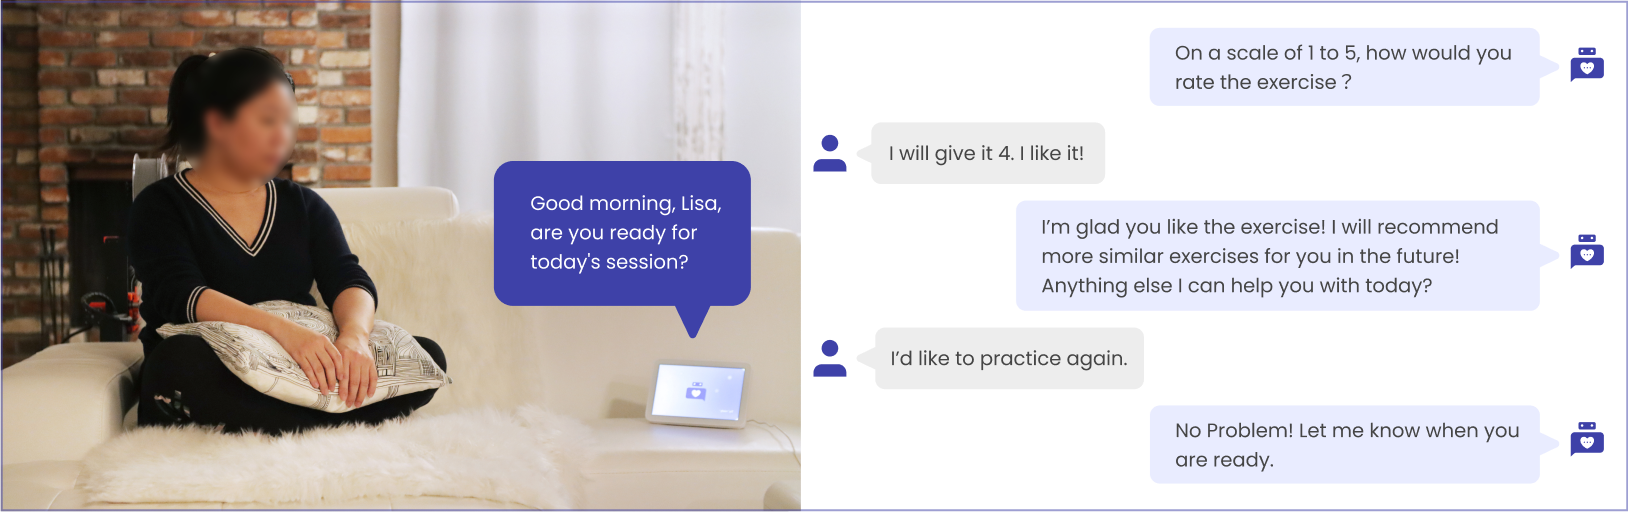 Good morning, Lisa,
are you ready for
today's session?
On a scale of 1 to 5, how would you
rate the exercise ?
I will give it 4. I like it!
I’m glad you like the exercise! I will recommend
more similar exercises for you in the future!
Anything else I can help you with today?
I’d like to practice again.
No Problem! Let me know when you
are ready.